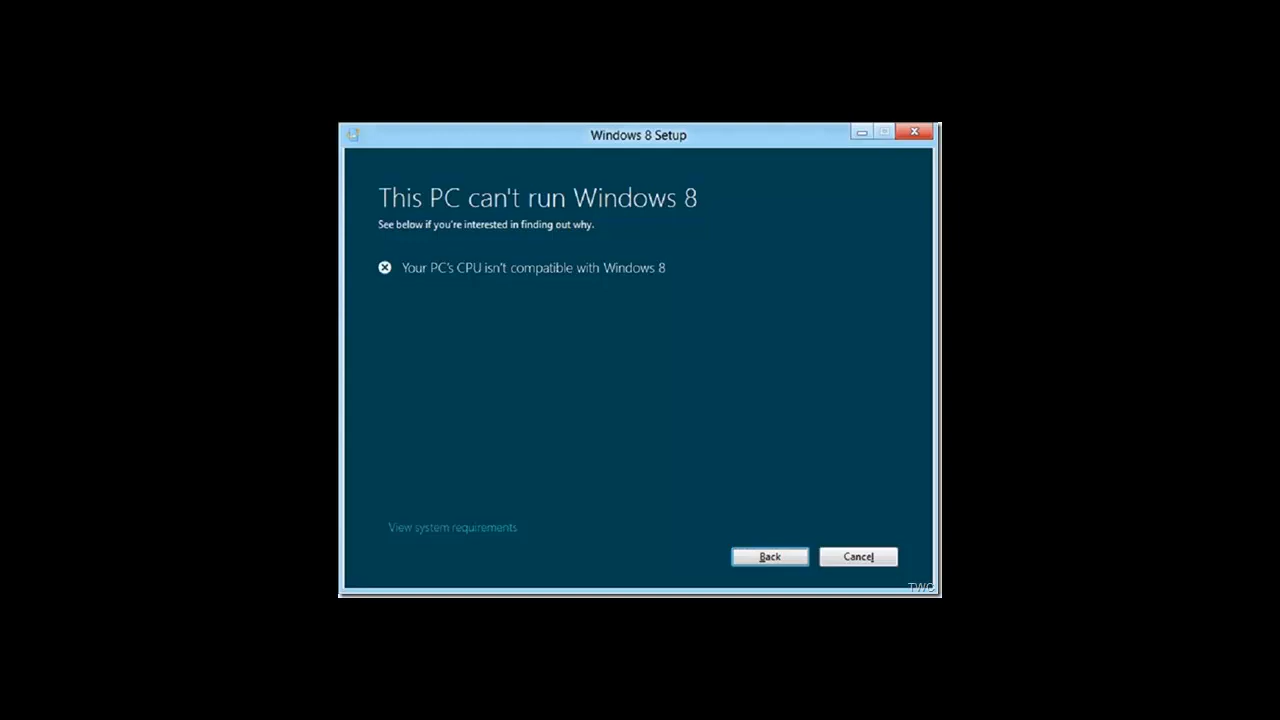 Windows 8 Setup
This PC can't run Windows 8
See below if you're interested in finding out why.
Your PC's CPU isn't compatible with Windows 8
View system requirements
Back
Cancel
TWC